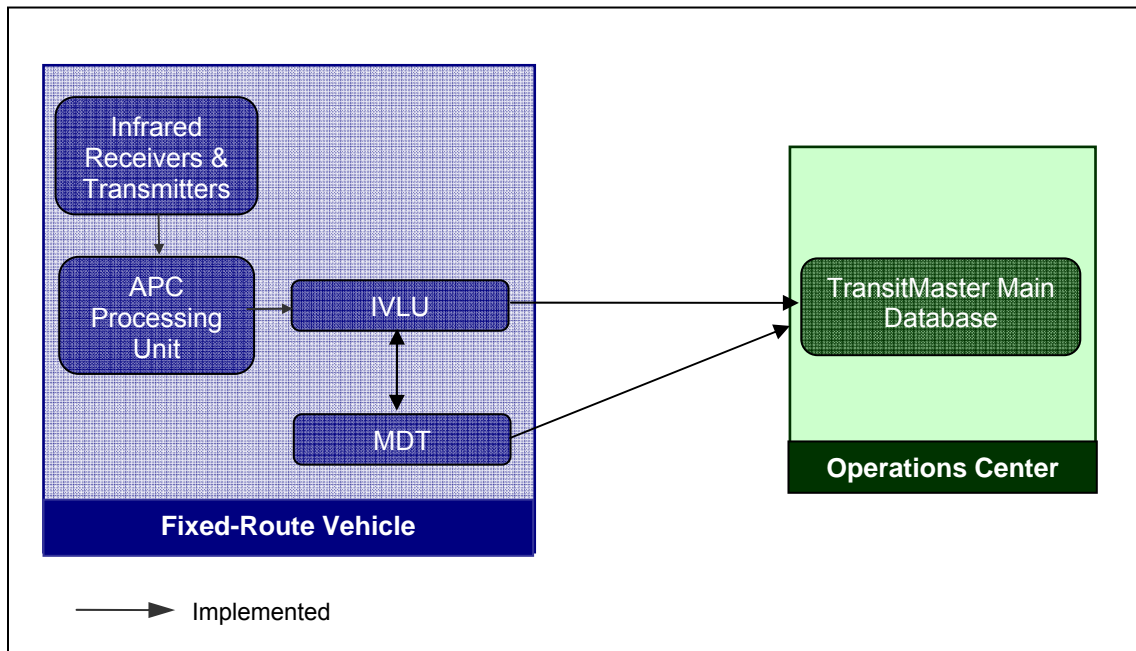 Infrared
Receivers &
Transmitters
APC
Processing
Unit
IVLU
MDT
Fixed-Route Vehicle
TransitMaster Main
Database
Operations Center
Implemented